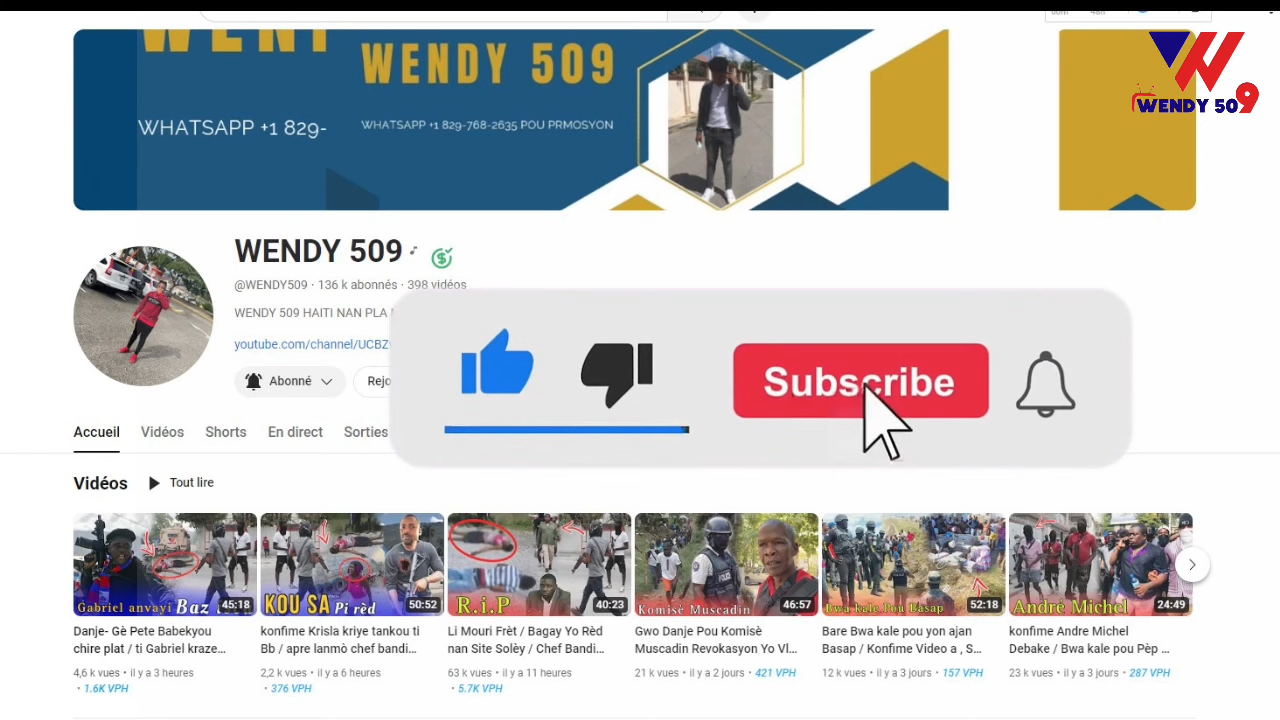 WENDY 509
WHATSAPP +1 829-
WHATSAPP +1 829-768-2635 POU PRMOSYON
WENDY 509
WENDY 509
@WENDY509 · 136 k abonnés · 398 vidéos
WENDY 509 HAITI NAN PLA
youtube.com/channel/UCBZ
Abonné
Rejo
Subscribe
Accueil
Vidéos
Shorts
En direct
Sorties
Vidéos
Tout lire
Gabriel anvayi Baz
45:18
KOU SA Pi rèd
50:52
R.i.P
40:23
Komisè Muscadin
46:57
Bwa kale pou Basap
52:18
André Michel
24:49
Danje- Gè Pete Babekyou
chire plat / ti Gabriel kraze...
4,6 k vues • il y a 3 heures
• 1.6K VPH
konfime Krisla kriye tankou ti
Bb / apre lanmò chef bandi...
2,2 k vues • il y a 6 heures
• 376 VPH
Li Mouri Frèt / Bagay Yo Rèd
nan Site Solèy / Chef Bandi...
63 k vues • il y a 11 heures
• 5.7K VPH
Gwo Danje Pou Komisè
Muscadin Revokasyon Yo Vl...
21 k vues • il y a 2 jours • 421 VPH
Bare Bwa kale pou yon ajan
Basap / Konfime Video a , S...
12 k vues • il y a 3 jours • 157 VPH
konfime Andre Michel
Debake / Bwa kale pou Pèp ...
23 k vues • il y a 3 jours • 287 VPH